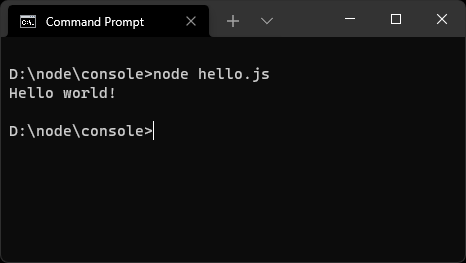 Command Prompt
D:\node\console>node hello.js
Hello world!
D:\node\console>